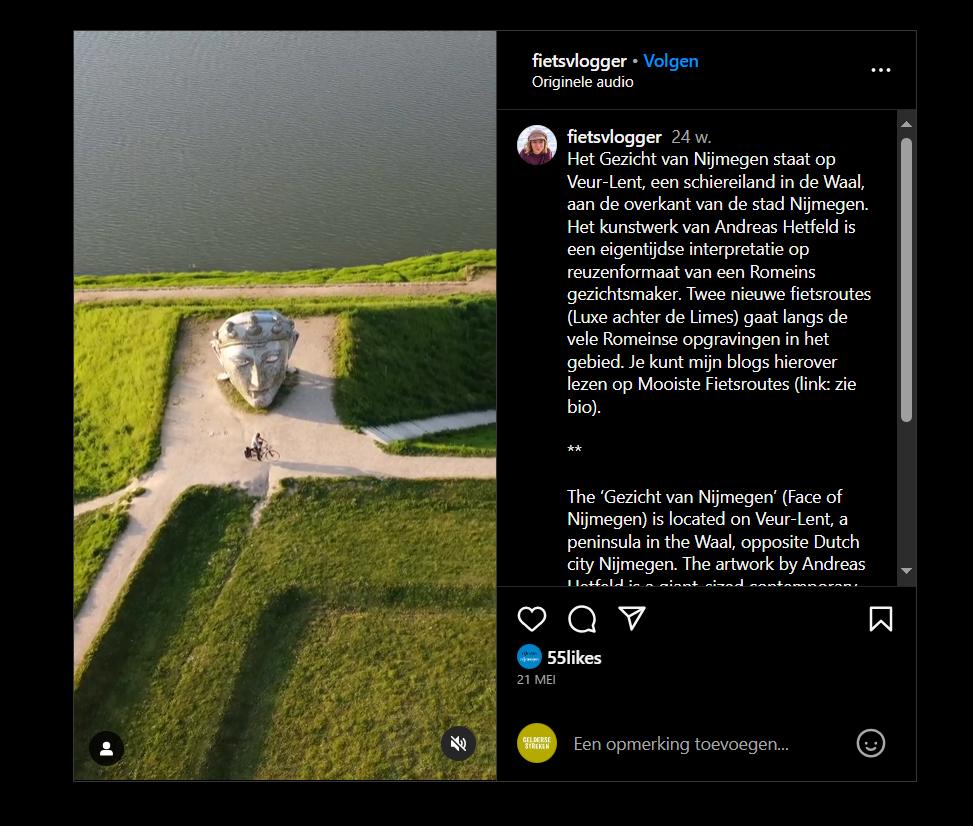 fietsvlogger • Volgen
Originele audio
fietsvlogger 24 w.
Het Gezicht van Nijmegen staat op
Veur-Lent, een schiereiland in de Waal,
aan de overkant van de stad Nijmegen.
Het kunstwerk van Andreas Hetfeld is
een eigentijdse interpretatie op
reuzenformaat van een Romeins
gezichtsmaker. Twee nieuwe fietsroutes
(Luxe achter de Limes) gaat langs de
vele Romeinse opgravingen in het
gebied. Je kunt mijn blogs hierover
lezen op Mooiste Fietsroutes (link: zie
bio).
**
The ‘Gezicht van Nijmegen’ (Face of
Nijmegen) is located on Veur-Lent, a
peninsula in the Waal, opposite Dutch
city Nijmegen. The artwork by Andreas
Hetfeld is a giant-sized contemporary
55likes
21 MEI
GELDERSE
STREKEN
Een opmerking toevoegen...